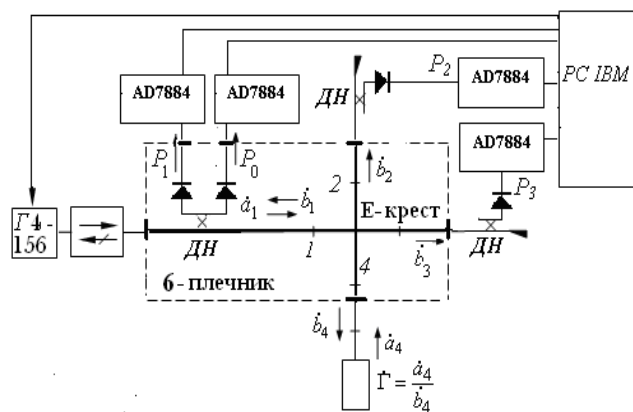 AD7884
AD7884
P₂
AD7884
PC IBM
ДН
AD7884
P₁
P₀
ḃ₂
P₃
2
ȧ₁
ḃ₁
Е-крест
Г4-
156
ДН
1
ḃ₃
ДН
4
6-плечник
ḃ₄
ȧ₄
Γ̇ = ȧ₄/ḃ₄